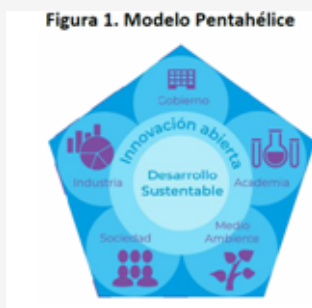 Figura 1. Modelo Pentahélice
Gobierno
Innovación abierta
Industria
Desarrollo
Sustentable
Academia
Sociedad
Medio
Ambiente